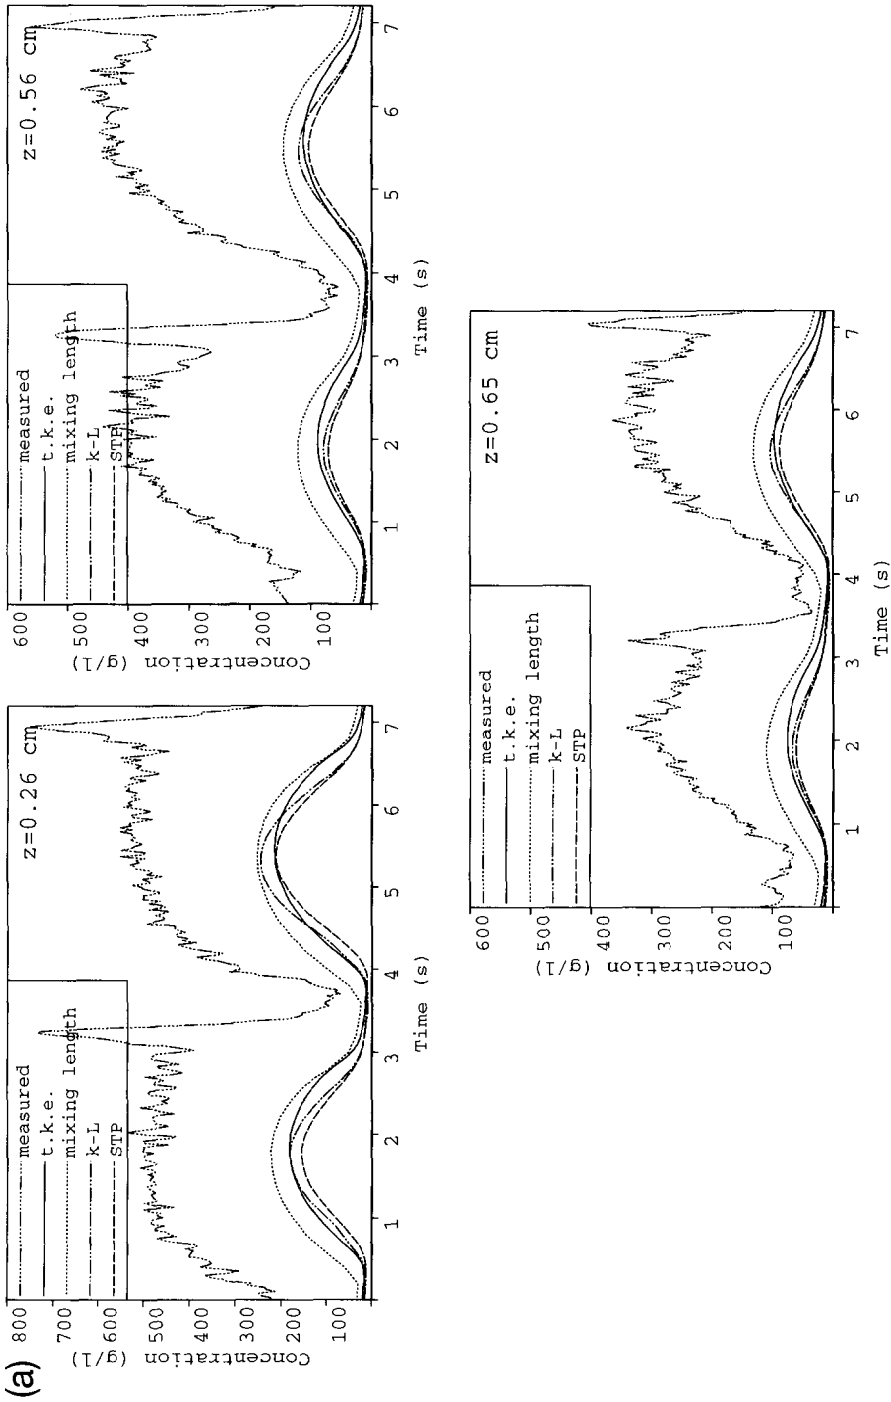 (a)
z=0.26 cm
measured
t.k.e.
mixing length
k-L
STP
800
700
600
500
400
300
200
100
Concentration (g/l)
1
2
3
4
5
6
7
Time (s)
z=0.56 cm
measured
t.k.e.
mixing length
k-L
STP
600
500
400
300
200
100
Concentration (g/l)
1
2
3
4
5
6
7
Time (s)
z=0.65 cm
measured
t.k.e.
mixing length
k-L
STP
600
500
400
300
200
100
Concentration (g/l)
1
2
3
4
5
6
7
Time (s)